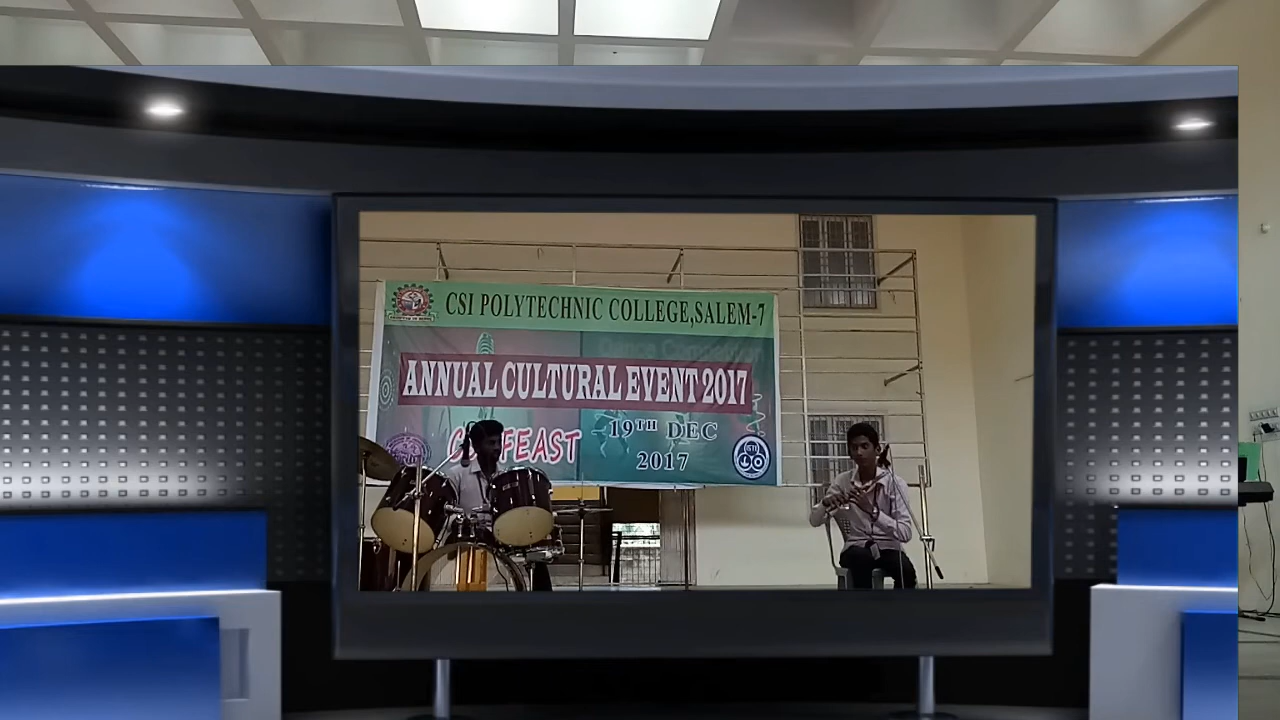 CSI POLYTECHNIC COLLEGE,SALEM-7
ANNUAL CULTURAL EVENT 2017
FEAST
19TH DEC
2017